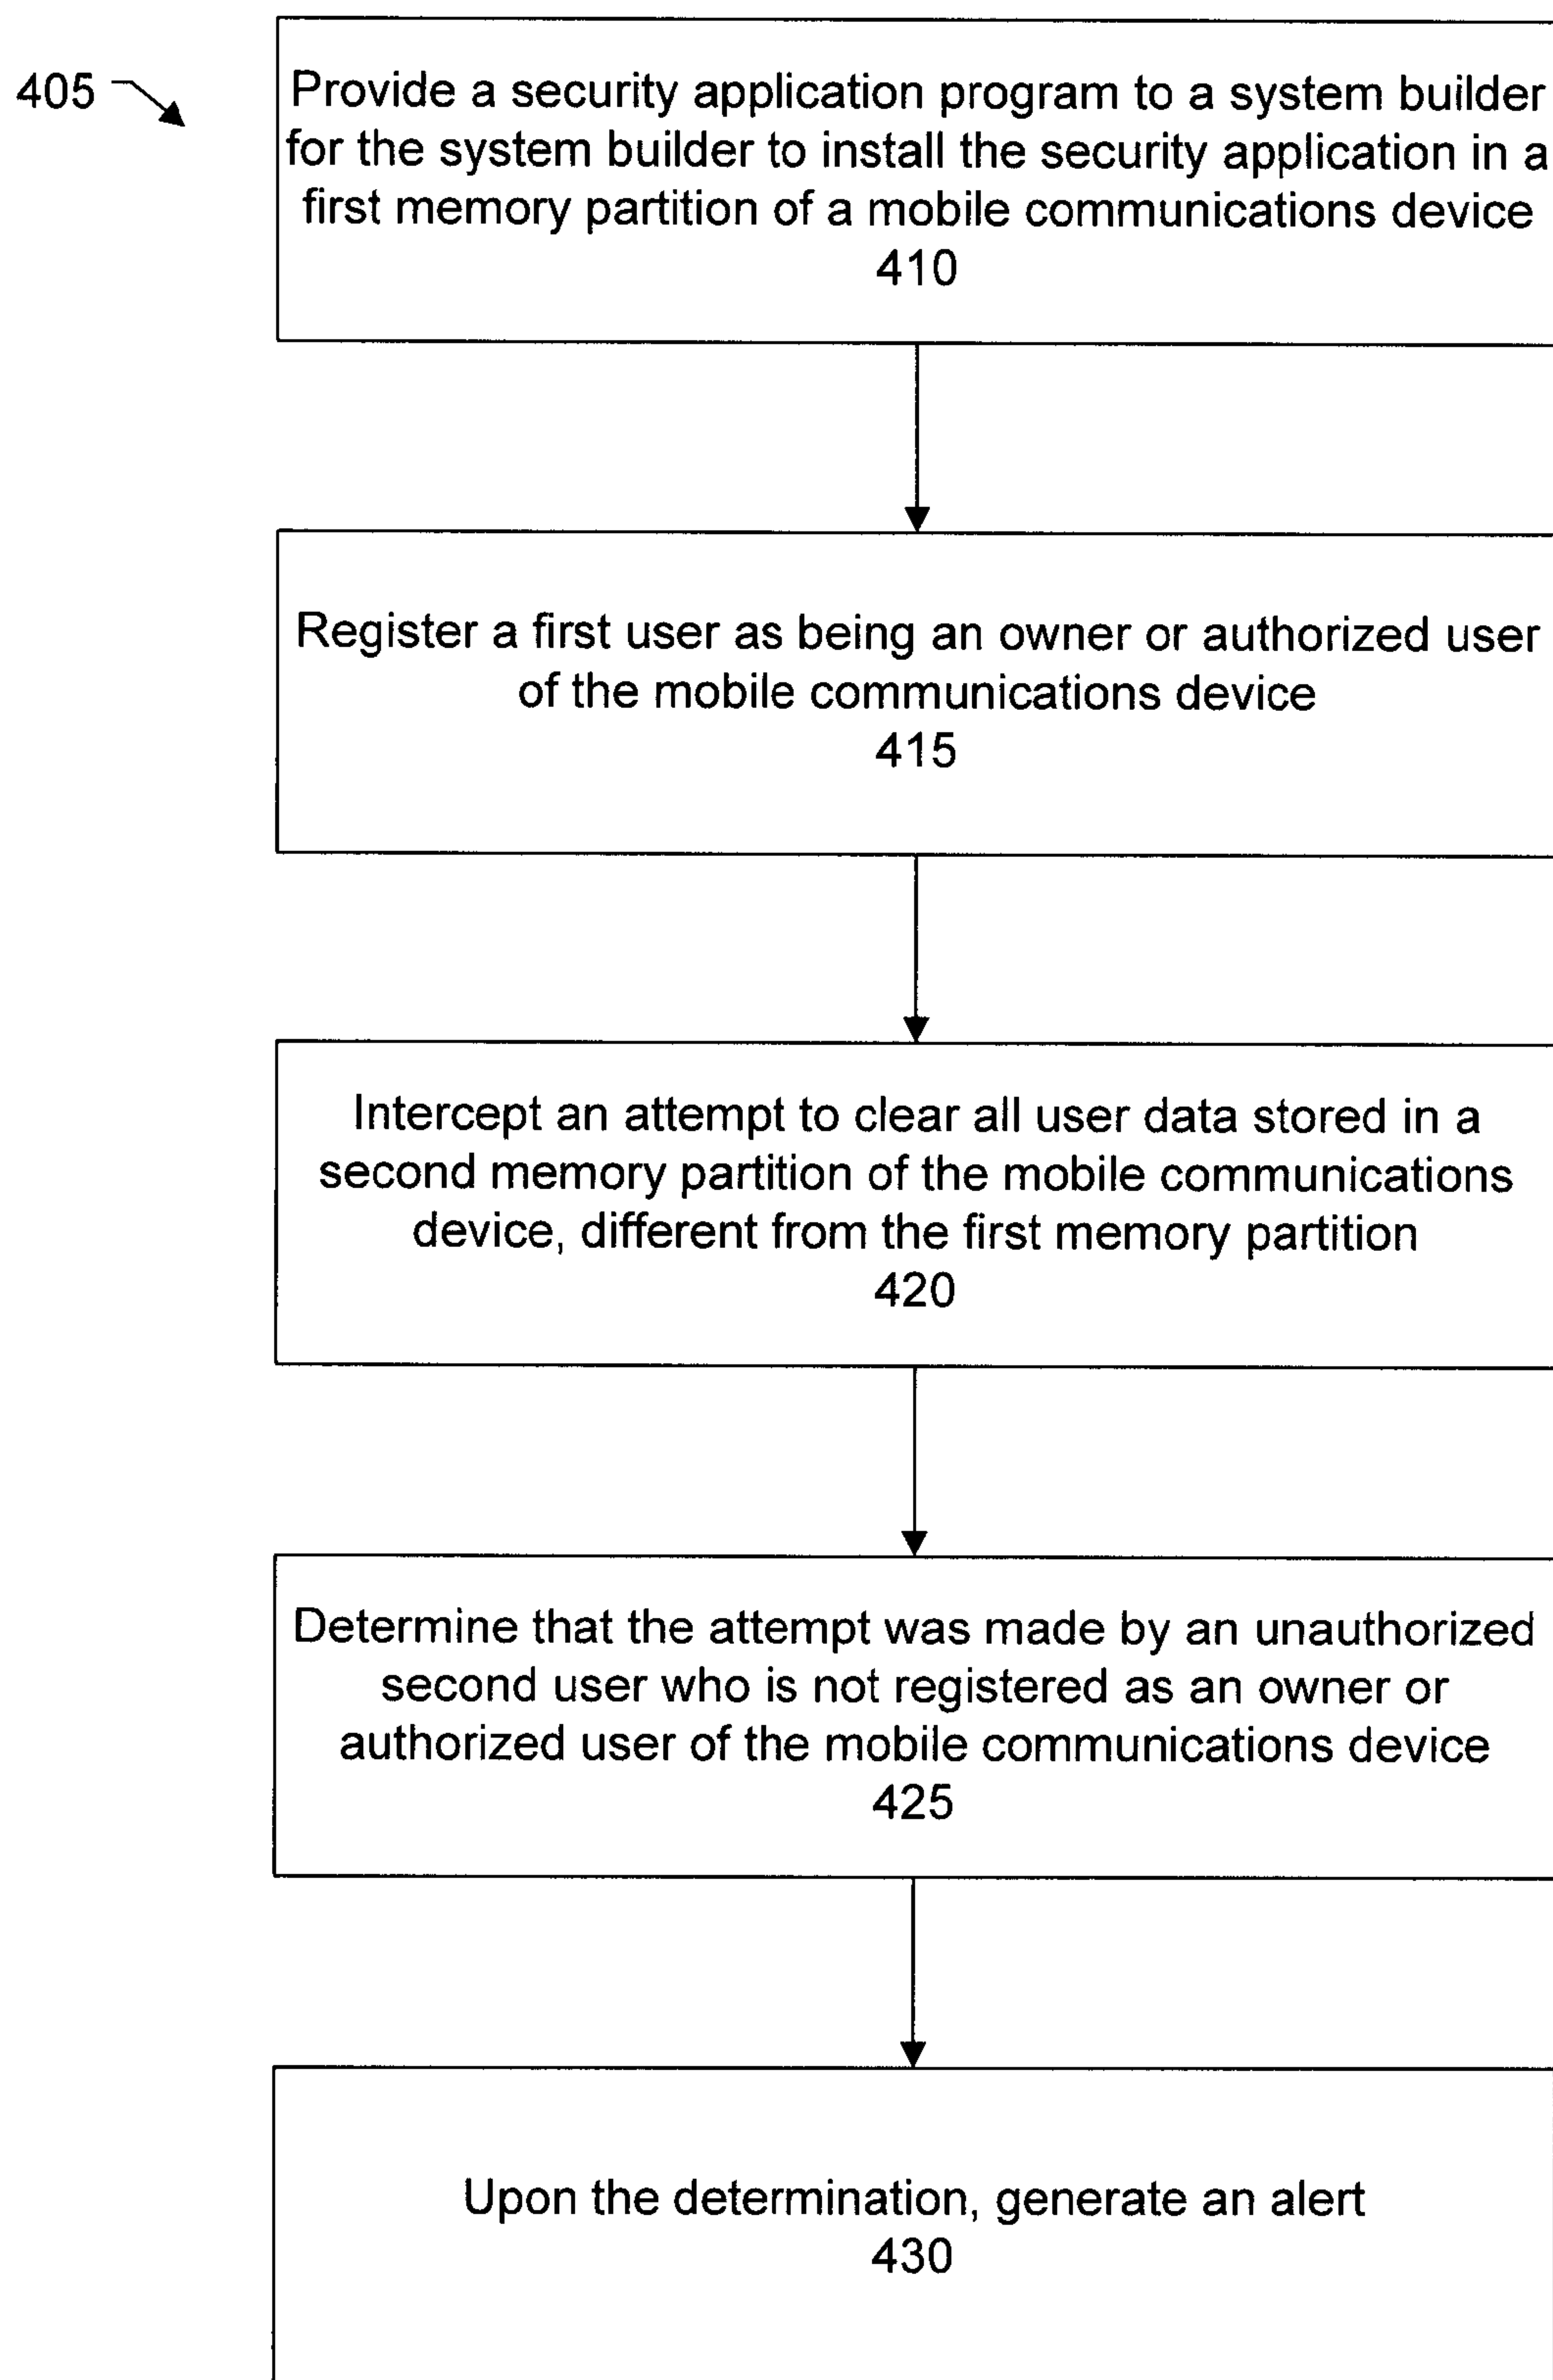 405
Provide a security application program to a system builder
for the system builder to install the security application in a
first memory partition of a mobile communications device
410
Register a first user as being an owner or authorized user
of the mobile communications device
415
Intercept an attempt to clear all user data stored in a
second memory partition of the mobile communications
device, different from the first memory partition
420
Determine that the attempt was made by an unauthorized
second user who is not registered as an owner or
authorized user of the mobile communications device
425
Upon the determination, generate an alert
430